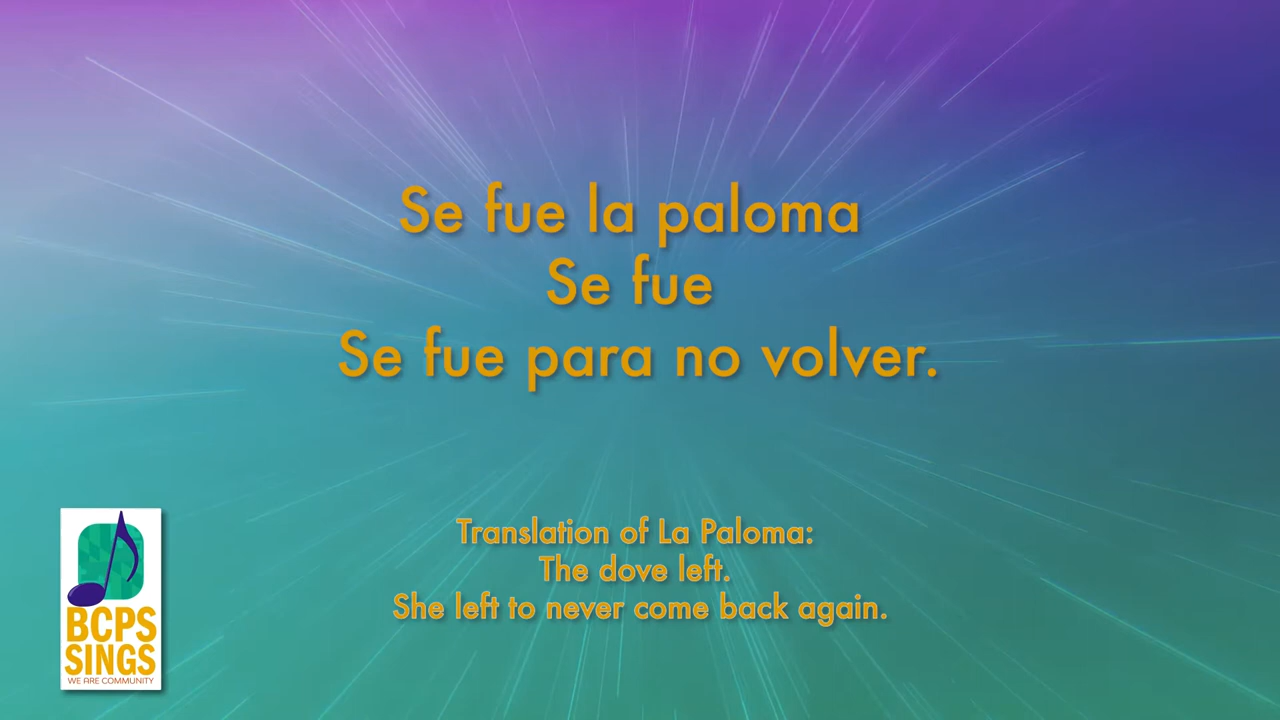 Se fue la paloma
Se fue
Se fue para no volver.
Translation of La Paloma:
The dove left.
She left to never come back again.
BCPS
SINGS
WE ARE COMMUNITY